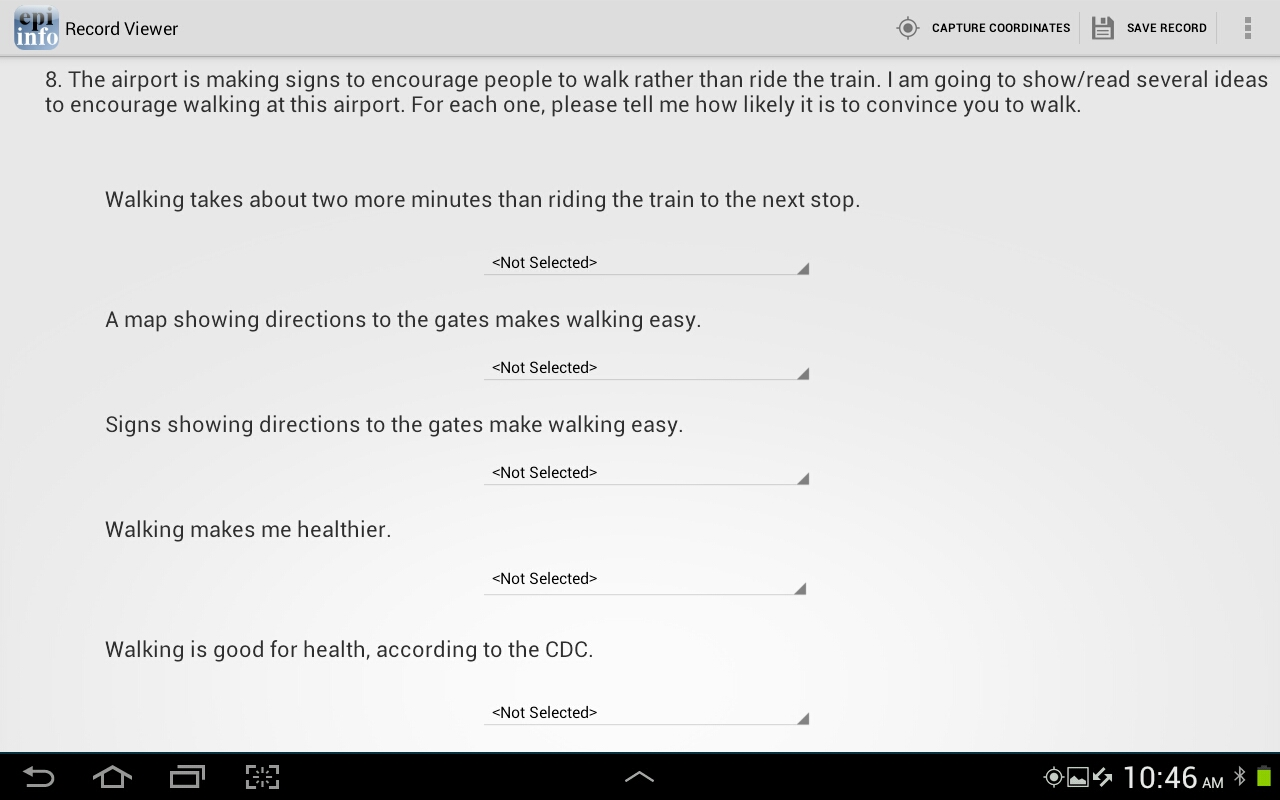 epi
info
Record Viewer
CAPTURE COORDINATES
SAVE RECORD
8. The airport is making signs to encourage people to walk rather than ride the train. I am going to show/read several ideas
to encourage walking at this airport. For each one, please tell me how likely it is to convince you to walk.
Walking takes about two more minutes than riding the train to the next stop.
<Not Selected>
A map showing directions to the gates makes walking easy.
<Not Selected>
Signs showing directions to the gates make walking easy.
<Not Selected>
Walking makes me healthier.
<Not Selected>
Walking is good for health, according to the CDC.
<Not Selected>
10:46 AM